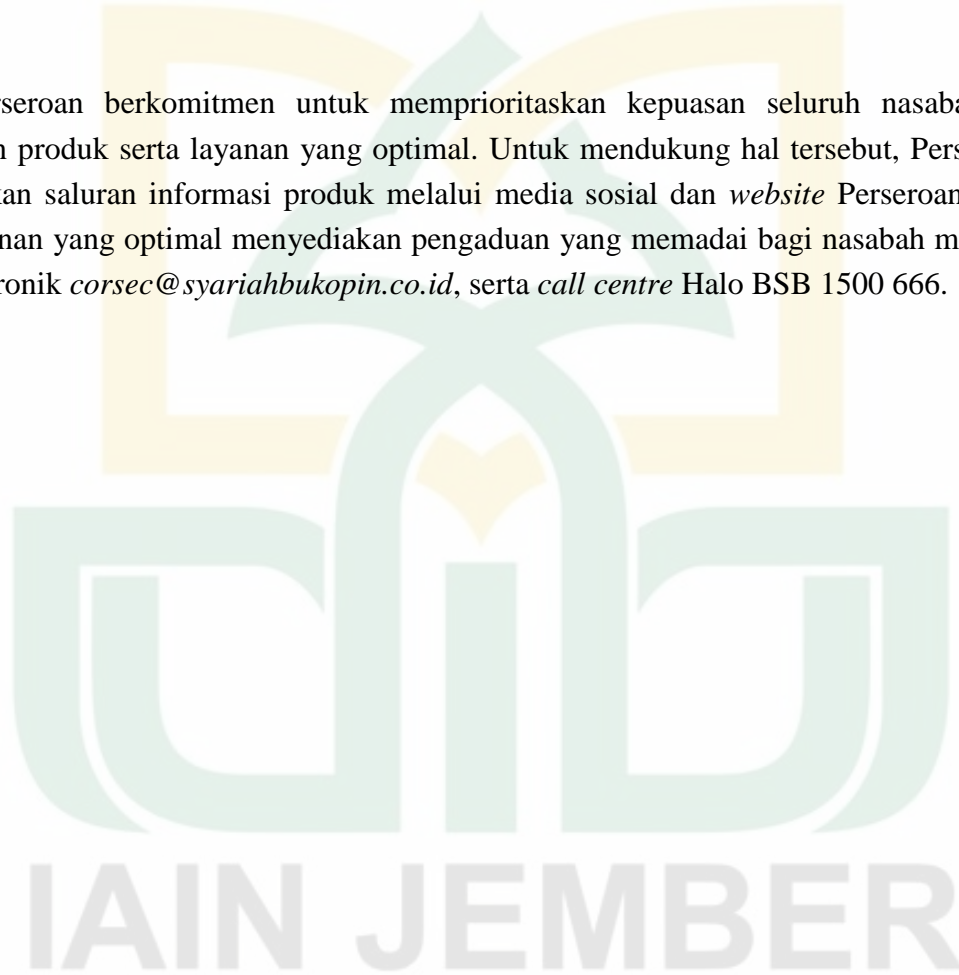 rseroan berkomitmen untuk memprioritaskan kepuasan seluruh nasaba
n produk serta layanan yang optimal. Untuk mendukung hal tersebut, Pers
kan saluran informasi produk melalui media sosial dan website Perseroan
nan yang optimal menyediakan pengaduan yang memadai bagi nasabah m
ronik corsec@syariahbukopin.co.id, serta call centre Halo BSB 1500 666.
IAIN JEMBER